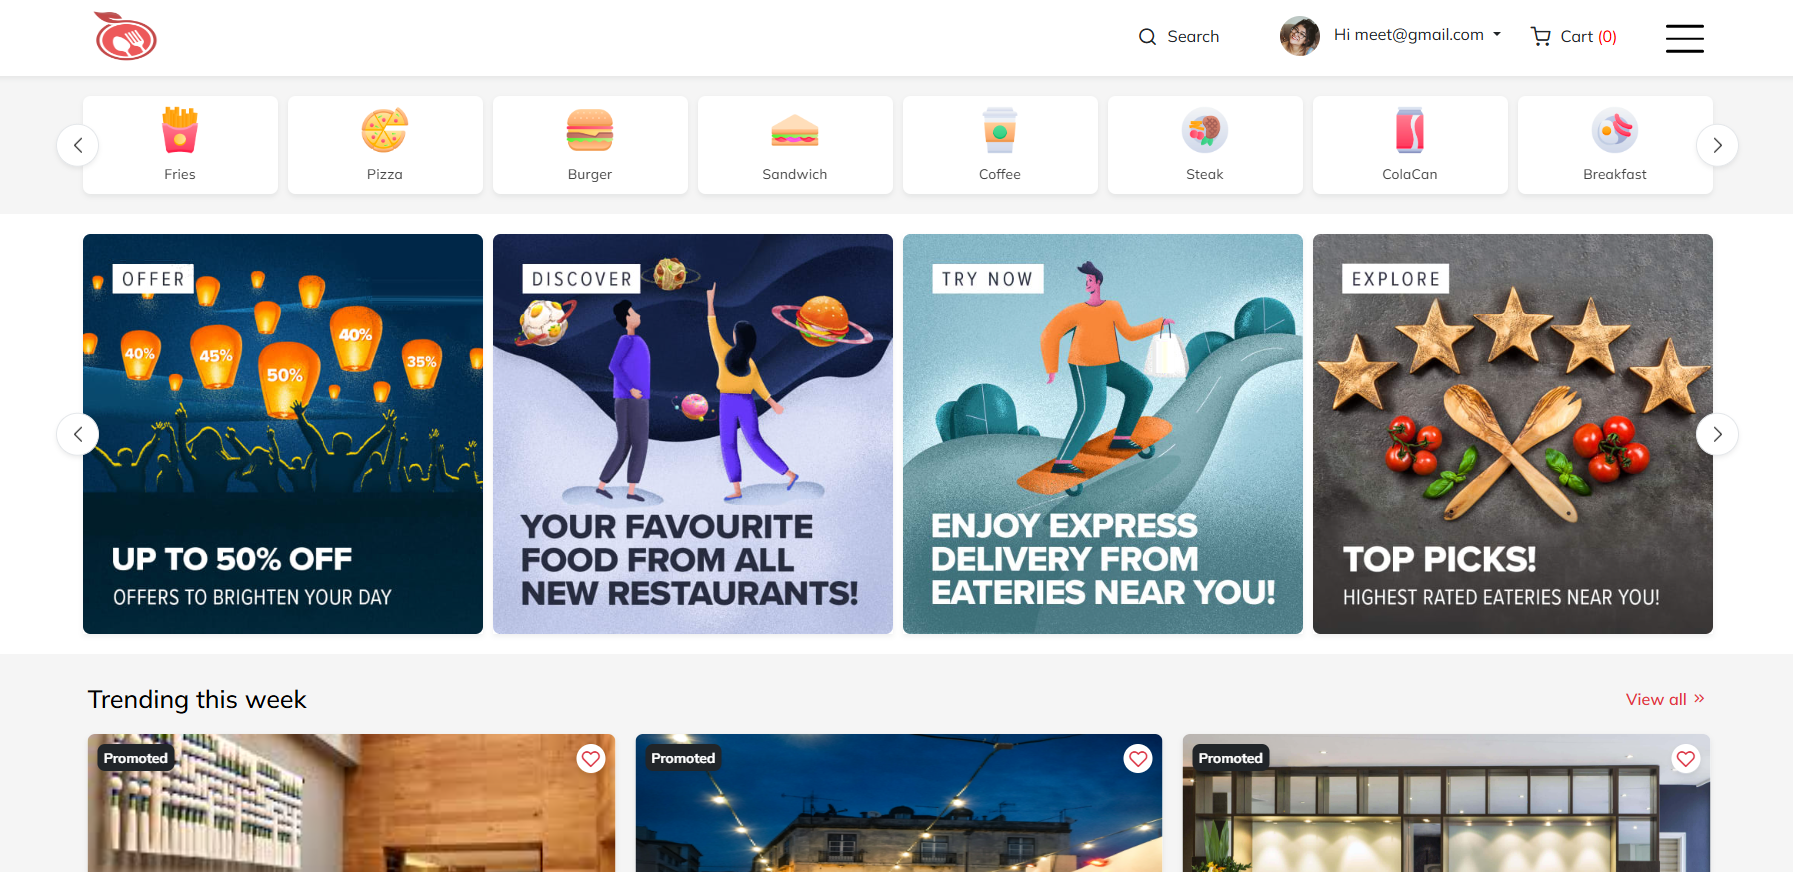 Search
Hi meet@gmail.com
Cart (0)
Fries
Pizza
Burger
Sandwich
Coffee
Steak
ColaCan
Breakfast
OFFER
40%
45%
50%
40%
35%
UP TO 50% OFF
OFFERS TO BRIGHTEN YOUR DAY
DISCOVER
YOUR FAVOURITE
FOOD FROM ALL
NEW RESTAURANTS!
TRY NOW
ENJOY EXPRESS
DELIVERY FROM
EATERIES NEAR YOU!
EXPLORE
TOP PICKS!
HIGHEST RATED EATERIES NEAR YOU!
Trending this week
View all
Promoted
Promoted
Promoted